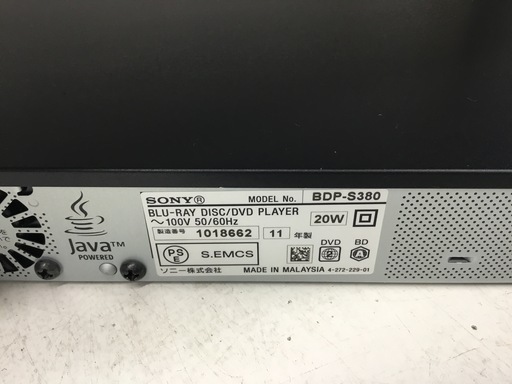 Java™
POWERED
SONY®
MODEL No. BDP-S380
BLU-RAY DISC/DVD PLAYER
～100V 50/60Hz
20W
製造番号 1018662 11 年製
PS
E
S.EMCS
DVD BD
2 A
ソニー株式会社 MADE IN MALAYSIA 4-272-229-01